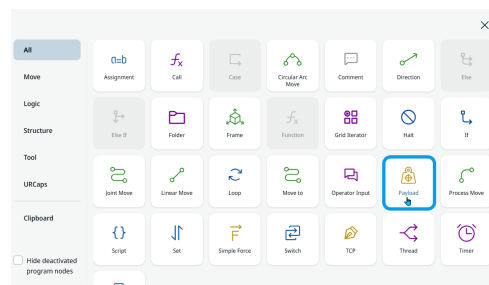 All
Move
Logic
Structure
Tool
URCaps
Clipboard
Hide deactivated
program nodes
Assignment
Call
Case
Circular Arc
Move
Comment
Direction
Else
Else If
Folder
Frame
Function
Grid Iterator
Halt
If
Joint Move
Linear Move
Loop
Move to
Operator Input
Payload
Process Move
Script
Set
Simple Force
Switch
TCP
Thread
Timer